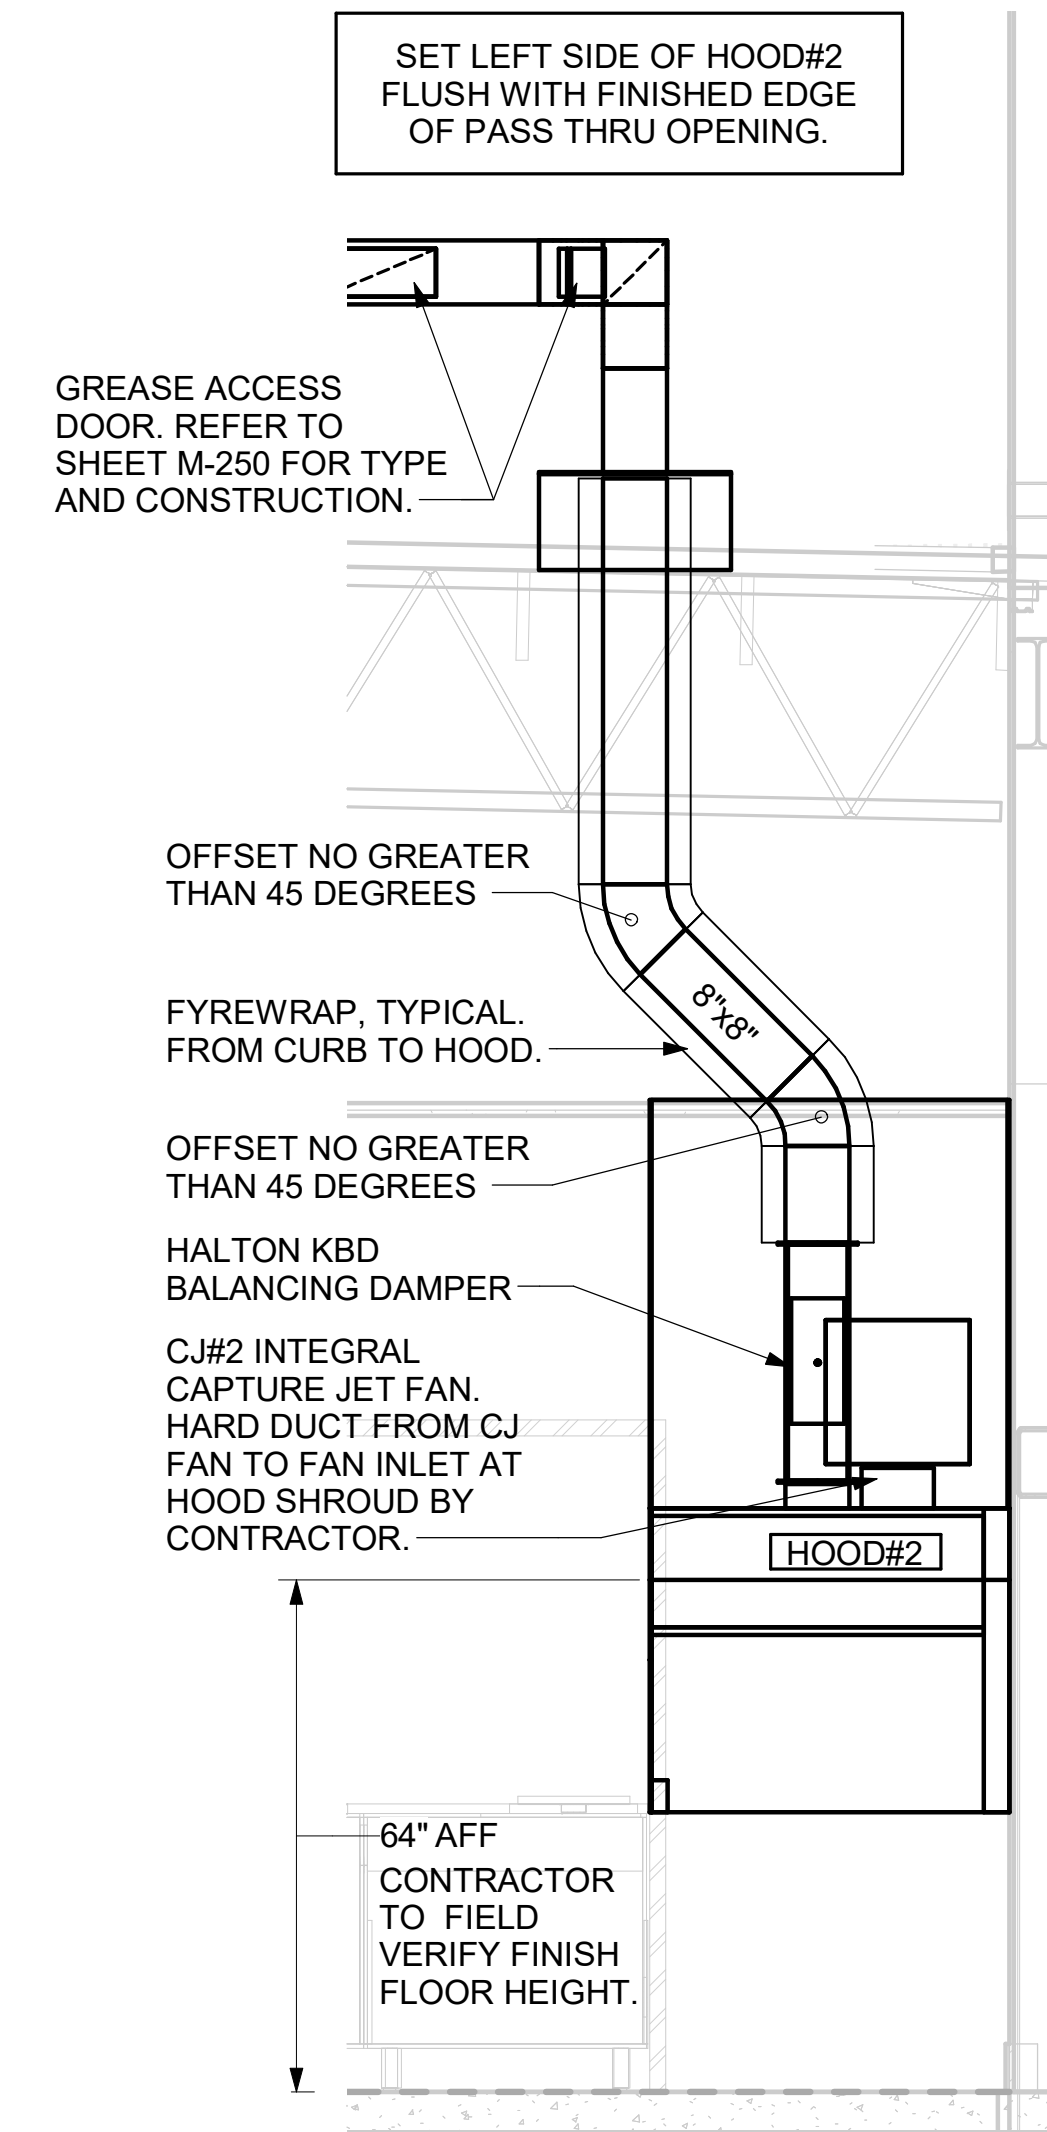 SET LEFT SIDE OF HOOD#2
FLUSH WITH FINISHED EDGE
OF PASS THRU OPENING.
GREASE ACCESS
DOOR. REFER TO
SHEET M-250 FOR TYPE
AND CONSTRUCTION.
OFFSET NO GREATER
THAN 45 DEGREES
8"x8"
FYREWRAP, TYPICAL.
FROM CURB TO HOOD.
OFFSET NO GREATER
THAN 45 DEGREES
HALTON KBD
BALANCING DAMPER
CJ#2 INTEGRAL
CAPTURE JET FAN.
HARD DUCT FROM CJ
FAN TO FAN INLET AT
HOOD SHROUD BY
CONTRACTOR.
HOOD#2
64" AFF
CONTRACTOR
TO FIELD
VERIFY FINISH
FLOOR HEIGHT.